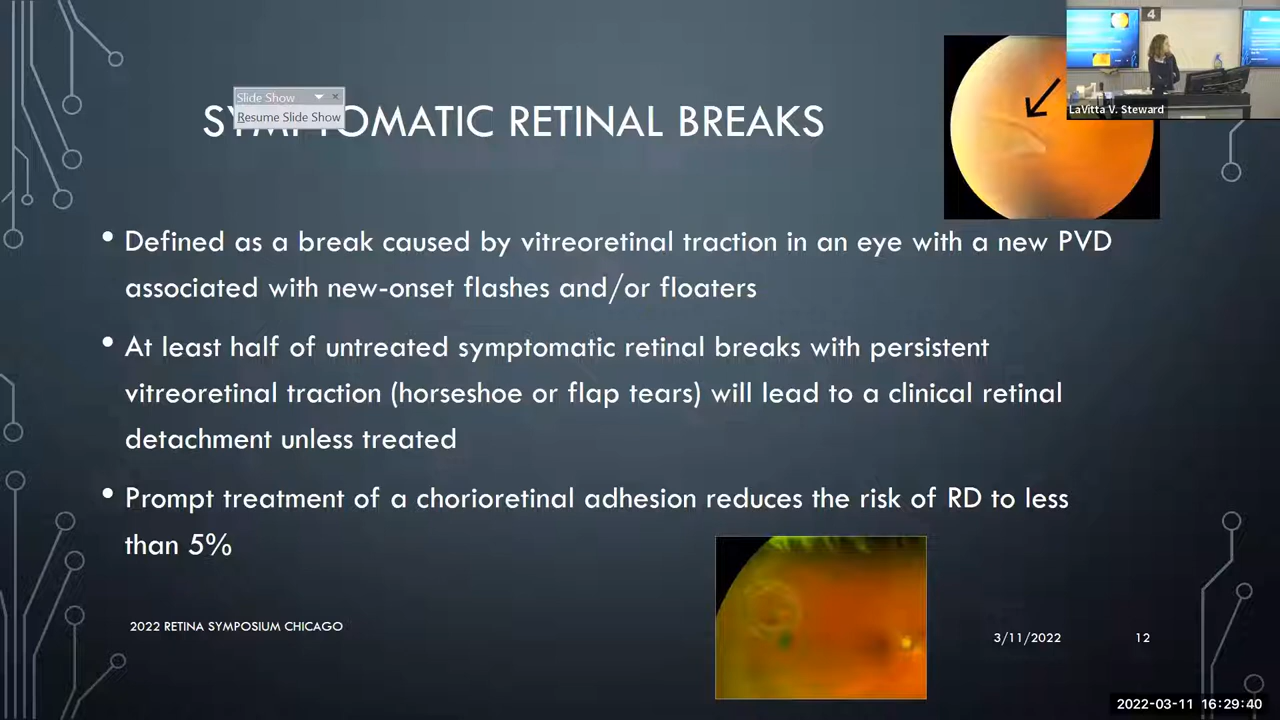 4
LaVitta V. Steward
Slide Show
Resume Slide Show
SYMPTOMATIC RETINAL BREAKS
• Defined as a break caused by vitreoretinal traction in an eye with a new PVD
associated with new-onset flashes and/or floaters
• At least half of untreated symptomatic retinal breaks with persistent
vitreoretinal traction (horseshoe or flap tears) will lead to a clinical retinal
detachment unless treated
• Prompt treatment of a chorioretinal adhesion reduces the risk of RD to less
than 5%
2022 RETINA SYMPOSIUM CHICAGO
3/11/2022
12
2022-03-11 16:29:40